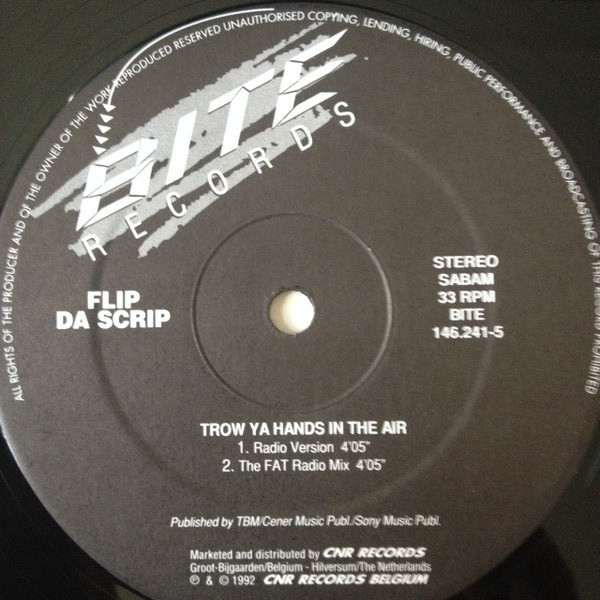 ALL RIGHTS OF THE PRODUCER AND OF THE OWNER OF THE WORK REPRODUCED RESERVED UNAUTHORISED COPYING, LENDING, HIRING, PUBLIC PERFORMANCE AND BROADCASTING OF THIS RECORD PROHIBITED
BITE
RECORDS
FLIP
DA SCRIP
STEREO
SABAM
33 RPM
BITE
146.241-5
TROW YA HANDS IN THE AIR
1. Radio Version 4'05"
2. The FAT Radio Mix 4'05"
Published by TBM/Cener Music Publ./Sony Music Publ.
Marketed and distributed by CNR RECORDS
Groot-Bijgaarden/Belgium - Hilversum/The Netherlands
℗ & © 1992 CNR RECORDS BELGIUM